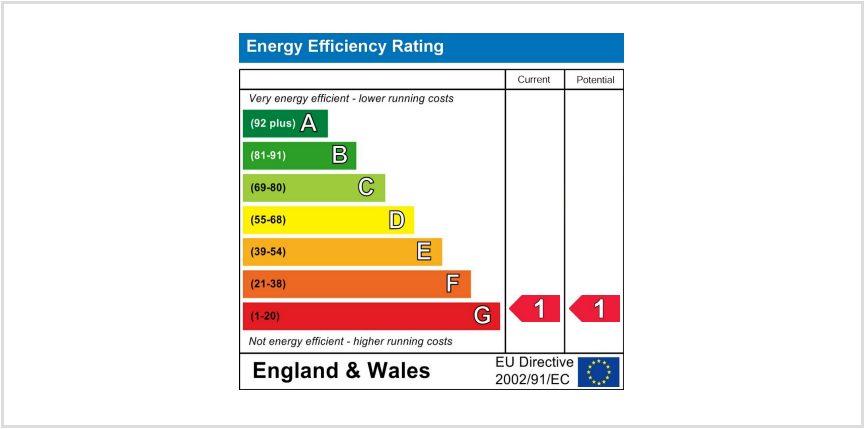 Energy Efficiency Rating
Current Potential
Very energy efficient - lower running costs
(92 plus) A
(81-91) B
(69-80) C
(55-68) D
(39-54) E
(21-38) F
(1-20) G 1 1
Not energy efficient - higher running costs
England & Wales
EU Directive
2002/91/EC